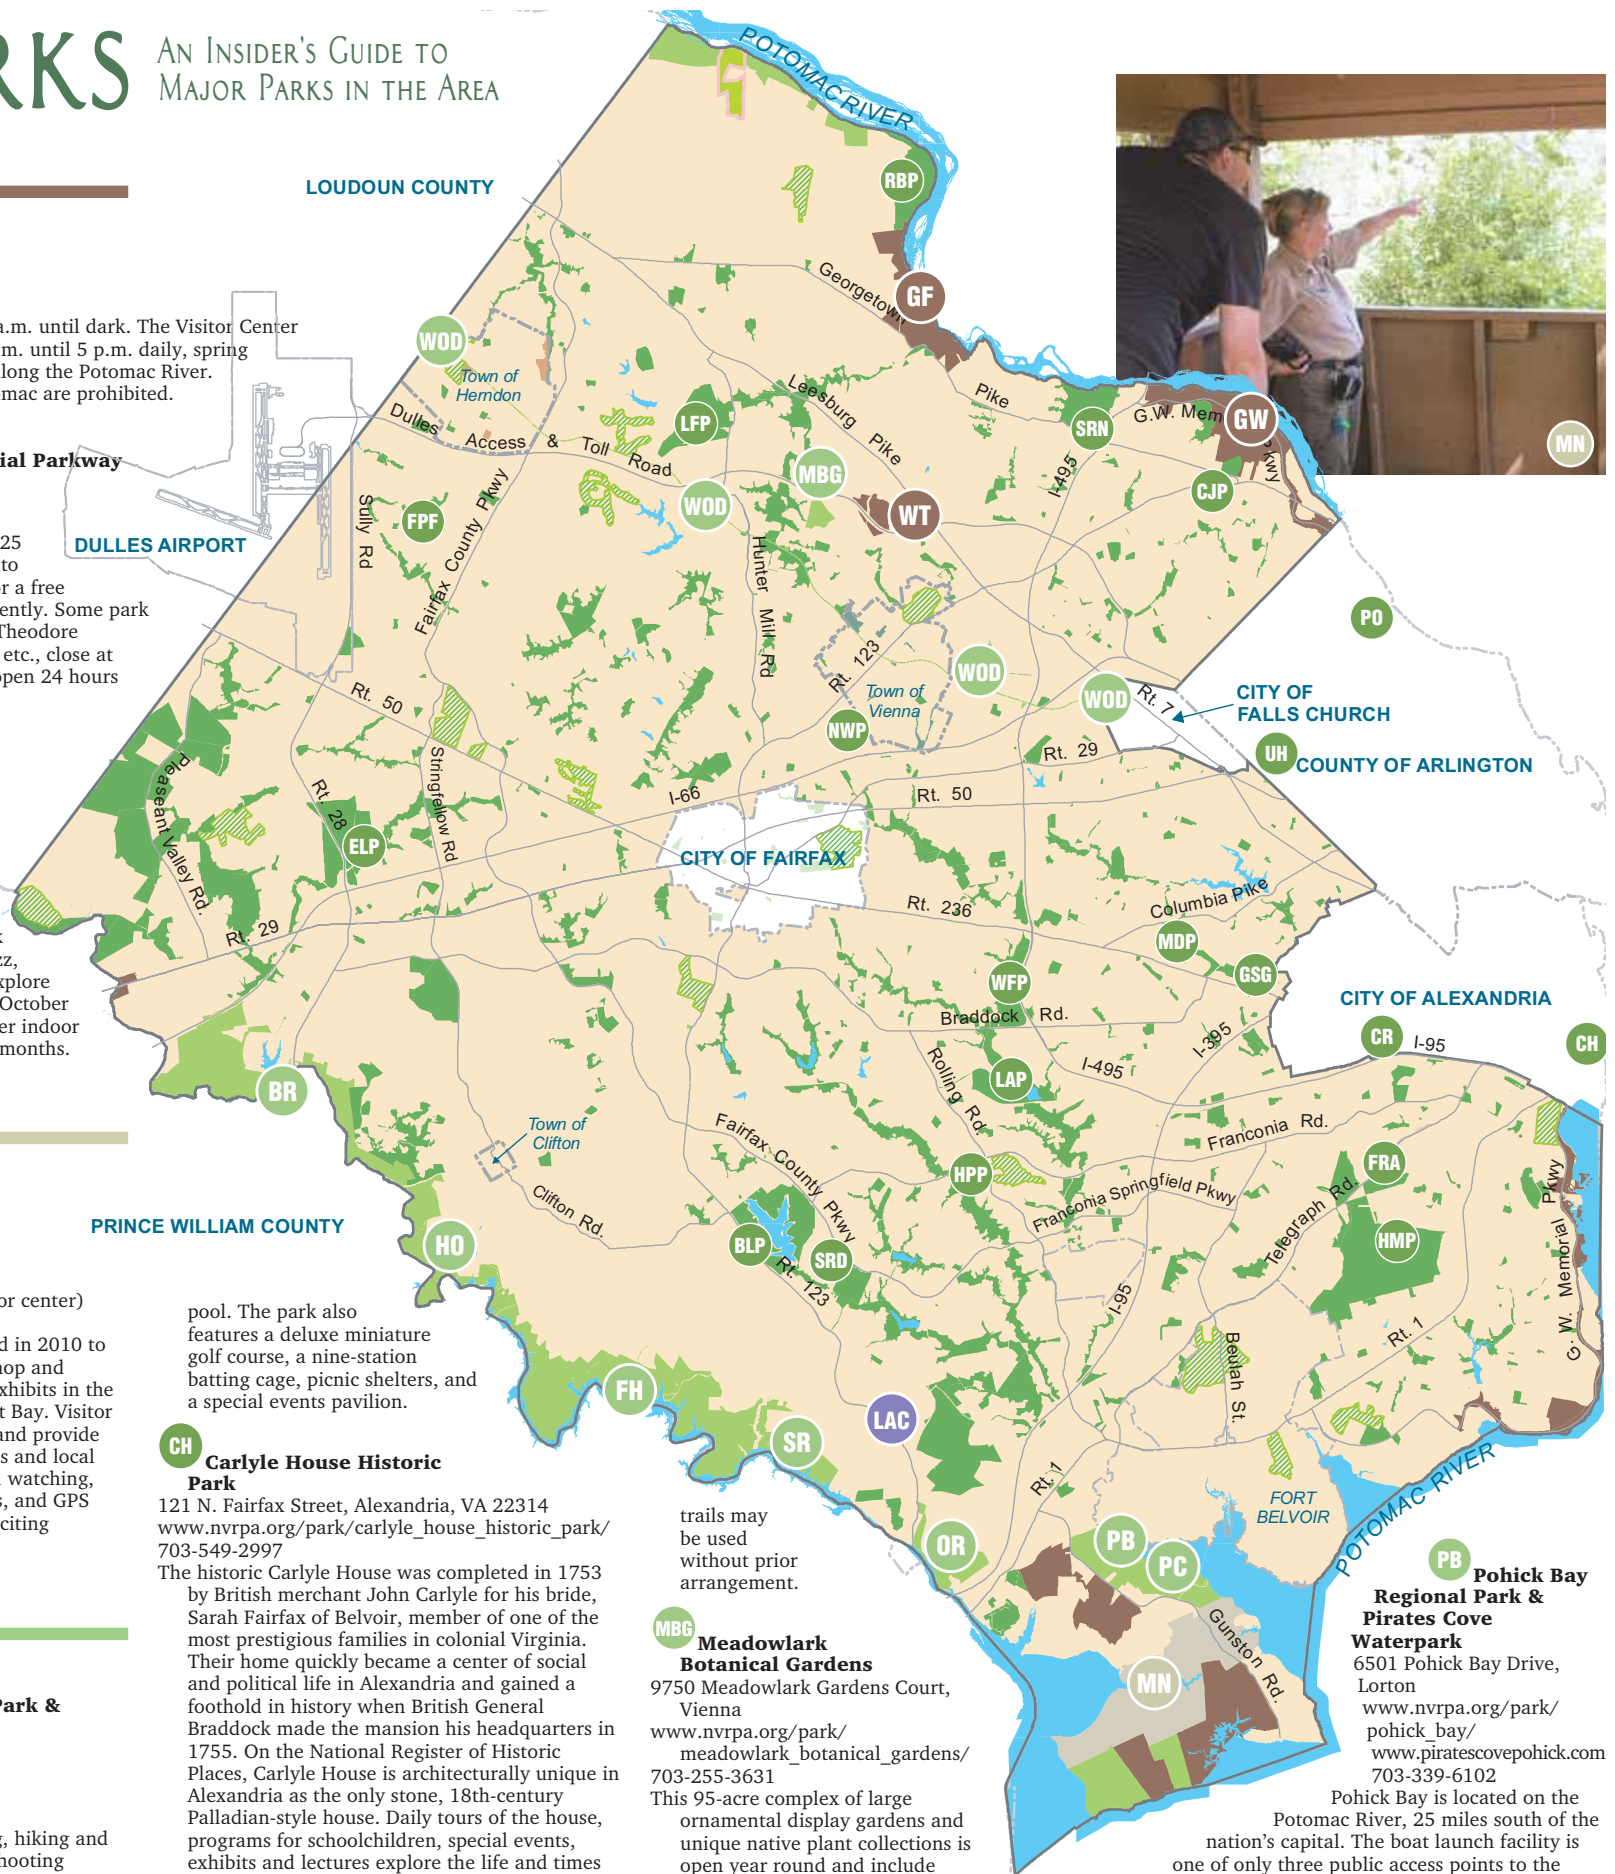 RKS
AN INSIDER'S GUIDE TO
MAJOR PARKS IN THE AREA
POTOMAC RIVER
LOUDOUN COUNTY
RBP
GF
Georgetown
Pike
a.m. until dark. The Visitor Center
m. until 5 p.m. daily, spring
along the Potomac River.
mac are prohibited.
WOD
Town of
Herndon
Dulles
Access & Toll Road
LFP
Leesburg Pike
MBG
SRN
G.W. Mem
Pkwy
GW
MN
I-495
CJP
ial Parkway
Sully Rd
FPF
Fairfax County Pkwy
WOD
WT
DULLES AIRPORT
25
to
or a free
ently. Some park
Theodore
etc., close at
open 24 hours
Hunter Mill Rd
PO
Rt. 123
WOD
Town of
Vienna
NWP
WOD
Rt. 7
CITY OF
FALLS CHURCH
UH
COUNTY OF ARLINGTON
Rt. 50
Rt. 29
Stringfellow Rd
Pleaseant Valley Rd.
Rt. 28
ELP
I-66
Rt. 50
CITY OF FAIRFAX
Rt. 236
Columbia Pike
Rt. 29
MDP
GSG
WFP
Braddock Rd.
CITY OF ALEXANDRIA
CR
I-95
CH
k
zz,
xplore
October
er indoor
months.
I-395
I-495
Rolling Rd.
LAP
BR
Franconia Rd.
Town of
Clifton
Fairfax County Pkwy
HPP
FRA
Franconia Springfield Pkwy
Clifton Rd.
Telegraph Rd.
HMP
G. W. Memorial Pkwy
PRINCE WILLIAM COUNTY
HO
BLP
SRD
Rt. 123
I-95
Rt. 1
Beulah St.
or center)
d in 2010 to
hop and
xhibits in the
t Bay. Visitor
and provide
s and local
watching,
s, and GPS
citing
pool. The park also
features a deluxe miniature
golf course, a nine-station
batting cage, picnic shelters, and
a special events pavilion.
FH
LAC
SR
Rt. 1
FORT
BELVOIR
POTOMAC RIVER
OR
PB
PC
Gunston Rd.
MN
CH Carlyle House Historic
Park
121 N. Fairfax Street, Alexandria, VA 22314
www.nvrpa.org/park/carlyle_house_historic_park/
703-549-2997
The historic Carlyle House was completed in 1753
by British merchant John Carlyle for his bride,
Sarah Fairfax of Belvoir, member of one of the
most prestigious families in colonial Virginia.
Their home quickly became a center of social
and political life in Alexandria and gained a
foothold in history when British General
Braddock made the mansion his headquarters in
1755. On the National Register of Historic
Places, Carlyle House is architecturally unique in
Alexandria as the only stone, 18th-century
Palladian-style house. Daily tours of the house,
programs for schoolchildren, special events,
exhibits and lectures explore the life and times
Park &
g, hiking and
hooting
trails may
be used
without prior
arrangement.
MBG Meadowlark
Botanical Gardens
9750 Meadowlark Gardens Court,
Vienna
www.nvrpa.org/park/
meadowlark_botanical_gardens/
703-255-3631
This 95-acre complex of large
ornamental display gardens and
unique native plant collections is
open year round and include
PB Pohick Bay
Regional Park &
Pirates Cove
Waterpark
6501 Pohick Bay Drive,
Lorton
www.nvrpa.org/park/
pohick_bay/
www.piratescovepohick.com
703-339-6102
Pohick Bay is located on the
Potomac River, 25 miles south of the
nation's capital. The boat launch facility is
one of only three public access points to the